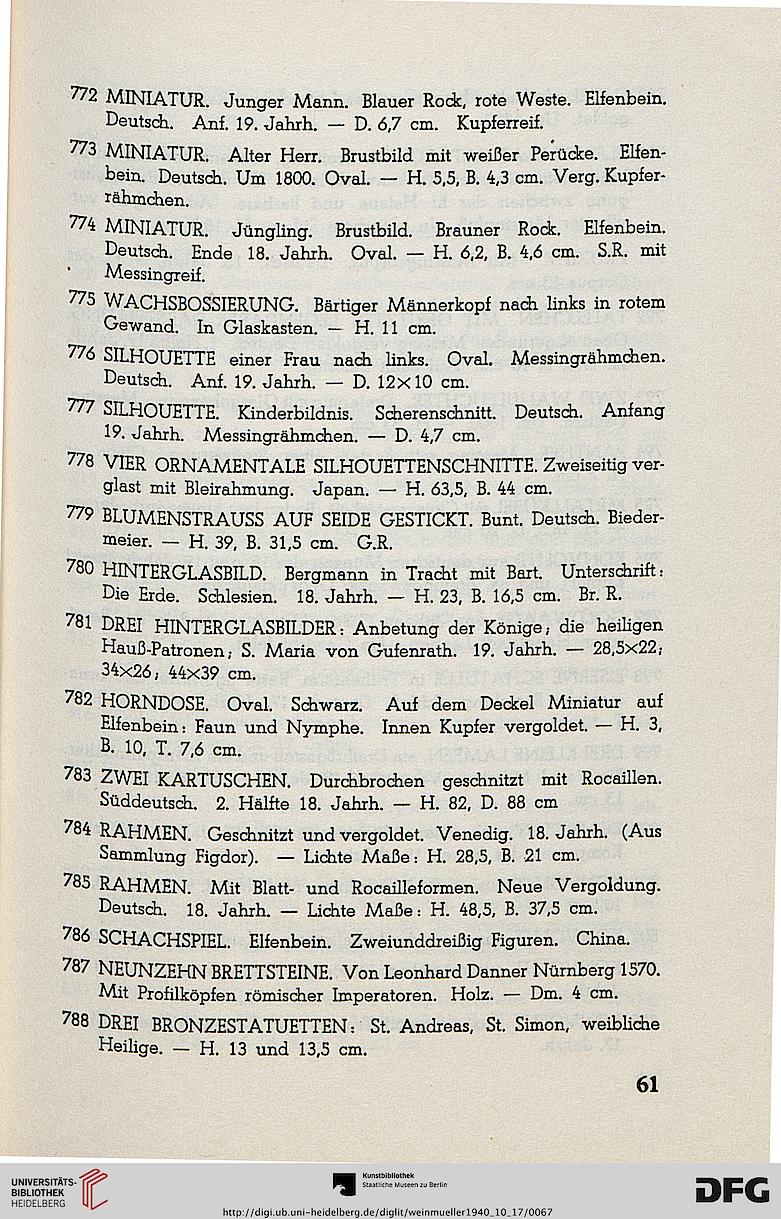 772 MINIATUR. Junger Mann. Blauer Rock, rote Weste. Elfenbein.
Deutsch. Anf. 19. Jahrh. — D. 6,7 cm. Kupferreif.
773 MINIATUR. Alter Herr. Brustbild mit weißer Perücke. Elfen-
bein. Deutsch. Um 1800. Oval. — H. 5,5, B. 4,3 cm. Verg. Kupfer-
rähmchen.
774 MINIATUR. Jüngling. Brustbild. Brauner Rock. Elfenbein.
Deutsch. Ende 18. Jahrh. Oval. — H. 6,2, B. 4,6 cm. S.R. mit
Messingreif.
775 WACHSBOSSIERUNG. Bärtiger Männerkopf nach links in rotem
Gewand. In Glaskasten. — H. 11 cm.
776 SILHOUETTE einer Frau nach links. Oval. Messingrähmchen.
Deutsch. Anf. 19. Jahrh. — D. 12x10 cm.
777 SILHOUETTE. Kinderbildnis. Scherenschnitt. Deutsch. Anfang
19. Jahrh. Messingrähmchen. — D. 4,7 cm.
778 VIER ORNAMENTALE SILHOUETTENSCHNITTE. Zweiseitig ver-
glast mit Bleirahmung. Japan. — H. 63,5, B. 44 cm.
779 BLUMENSTRAUSS AUF SEIDE GESTICKT. Bunt. Deutsch. Bieder-
meier. — H. 39, B. 31,5 cm. G.R.
780 HINTERGLASBILD. Bergmann in Tracht mit Bart. Unterschrift:
Die Erde. Schlesien. 18. Jahrh. — H. 23, B. 16,5 cm. Br. R.
781 DREI HINTERGLASBILDER: Anbetung der Könige; die heiligen
Hauß-Patronen; S. Maria von Gufenrath. 19. Jahrh. — 28,5x22;
34x26; 44x39 cm.
782 HORNDOSE. Oval. Schwarz. Auf dem Deckel Miniatur auf
Elfenbein: Faun und Nymphe. Innen Kupfer vergoldet. — H. 3,
B. 10, T. 7,6 cm.
783 ZWEI KARTUSCHEN. Durchbrochen geschnitzt mit Rocaillen.
Süddeutsch. 2. Hälfte 18. Jahrh. — H. 82, D. 88 cm
784 RAHMEN. Geschnitzt und vergoldet. Venedig. 18. Jahrh. (Aus
Sammlung Figdor). — Lichte Maße: H. 28,5, B. 21 cm.
785 RAHMEN. Mit Blatt- und Rocailleformen. Neue Vergoldung.
Deutsch. 18. Jahrh. — Lichte Maße: H. 48,5, B. 37,5 cm.
786 SCHACHSPIEL. Elfenbein. Zweiunddreißig Figuren. China.
787 NEUNZEHN BRETTSTEINE. Von Leonhard Danner Nürnberg 1570.
Mit Profilköpfen römischer Imperatoren. Holz. — Dm. 4 cm.
788 DREI BRONZESTATUETTEN: St. Andreas, St. Simon, weibliche
Heilige. — H. 13 und 13,5 cm.
61
UNIVERSITÄTS-
BIBLIOTHEK
HEIDELBERG
Kunstbibliothek
Staatliche Museen zu Berlin
DFG
http://digi.ub.uni-heidelberg.de/diglit/weinmueller1940_10_17/0067